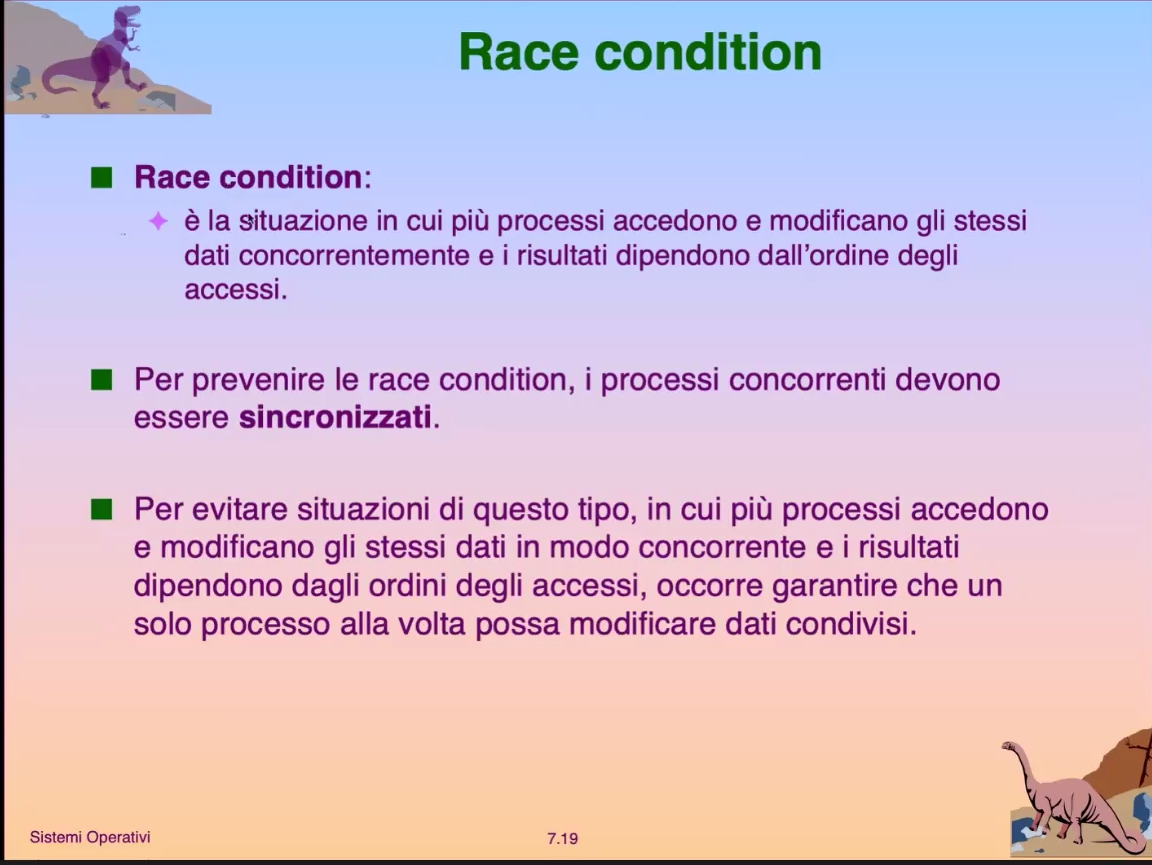 Race condition
Race condition:
è la situazione in cui più processi accedono e modificano gli stessi
dati concorrentemente e i risultati dipendono dall’ordine degli
accessi.
Per prevenire le race condition, i processi concorrenti devono
essere sincronizzati.
Per evitare situazioni di questo tipo, in cui più processi accedono
e modificano gli stessi dati in modo concorrente e i risultati
dipendono dagli ordini degli accessi, occorre garantire che un
solo processo alla volta possa modificare dati condivisi.
Sistemi Operativi
7.19